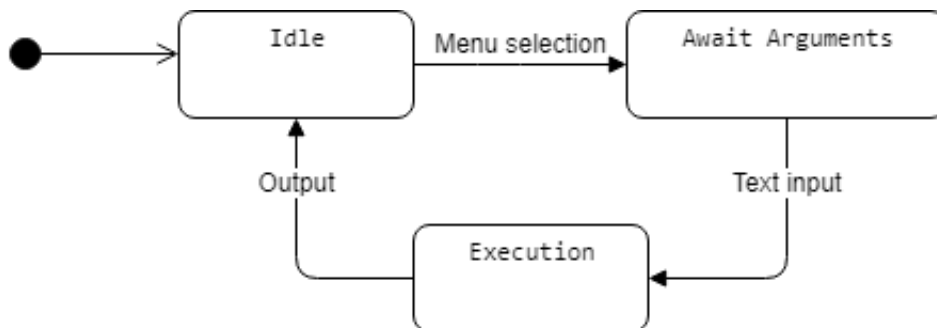 Idle
Menu selection
Await Arguments
Output
Text input
Execution